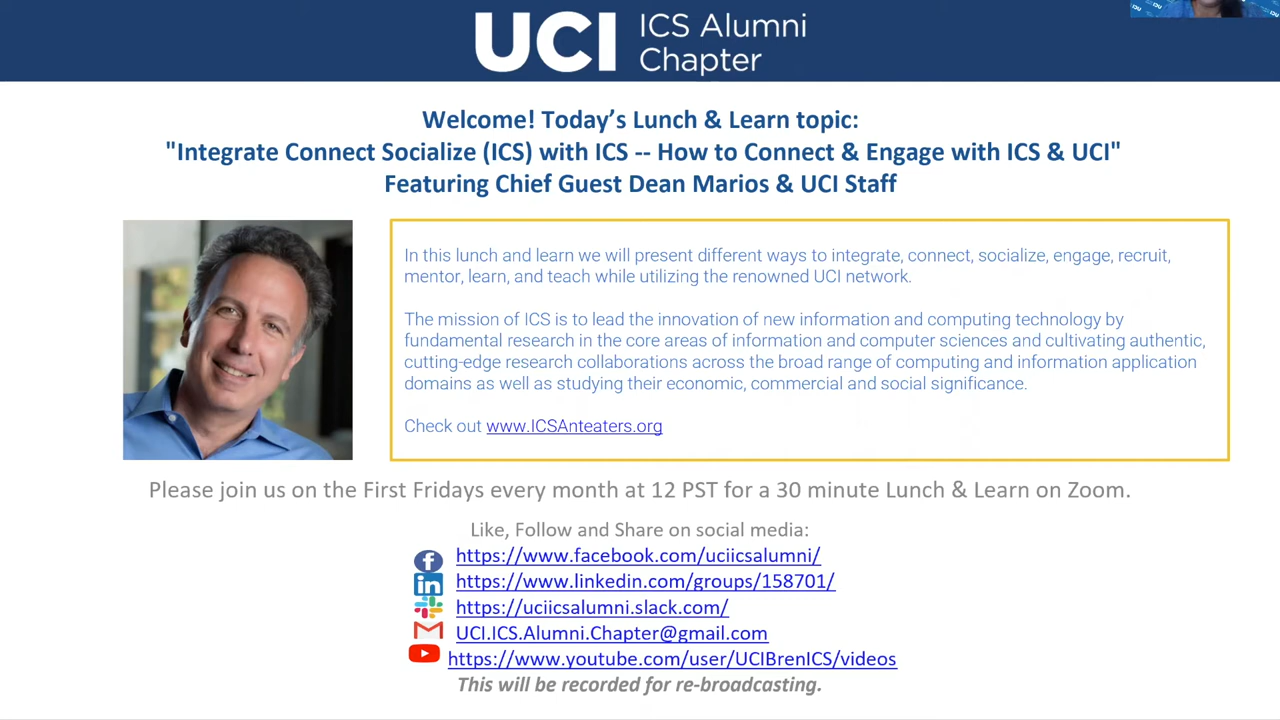 UCI ICS Alumni
Chapter
Welcome! Today's Lunch & Learn topic:
"Integrate Connect Socialize (ICS) with ICS -- How to Connect & Engage with ICS & UCI"
Featuring Chief Guest Dean Marios & UCI Staff
In this lunch and learn we will present different ways to integrate, connect, socialize, engage, recruit,
mentor, learn, and teach while utilizing the renowned UCI network.
The mission of ICS is to lead the innovation of new information and computing technology by
fundamental research in the core areas of information and computer sciences and cultivating authentic,
cutting-edge research collaborations across the broad range of computing and information application
domains as well as studying their economic, commercial and social significance.
Check out www.ICSAnteaters.org
Please join us on the First Fridays every month at 12 PST for a 30 minute Lunch & Learn on Zoom.
Like, Follow and Share on social media:
https://www.facebook.com/uciicsalumni/
https://www.linkedin.com/groups/158701/
https://uciicsalumni.slack.com/
UCI.ICS.Alumni.Chapter@gmail.com
https://www.youtube.com/user/UCIBrenICS/videos
This will be recorded for re-broadcasting.